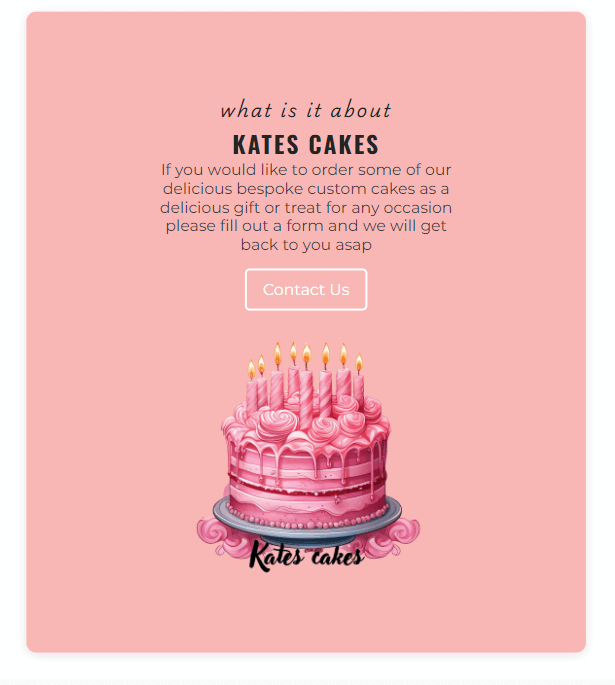 what is it about
KATES CAKES
If you would like to order some of our
delicious bespoke custom cakes as a
delicious gift or treat for any occasion
please fill out a form and we will get
back to you asap
Contact Us
Kates cakes